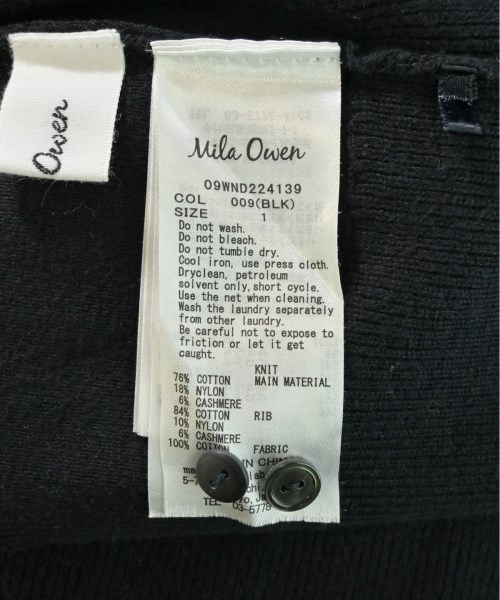 Owen
Mila Owen
09WND224139
COL 009(BLK)
SIZE 1
Do not wash.
Do not bleach.
Do not tumble dry.
Cool iron, use press cloth.
Dryclean, petroleum
solvent only, short cycle.
Use the net when cleaning.
Wash the laundry separately
from other laundry.
Be careful not to expose to
friction or let it get
caught.
KNIT
76% COTTON MAIN MATERIAL
18% NYLON
6% CASHMERE
84% COTTON RIB
10% NYLON
6% CASHMERE
100% COTTON FABRIC
TEL 03-5778